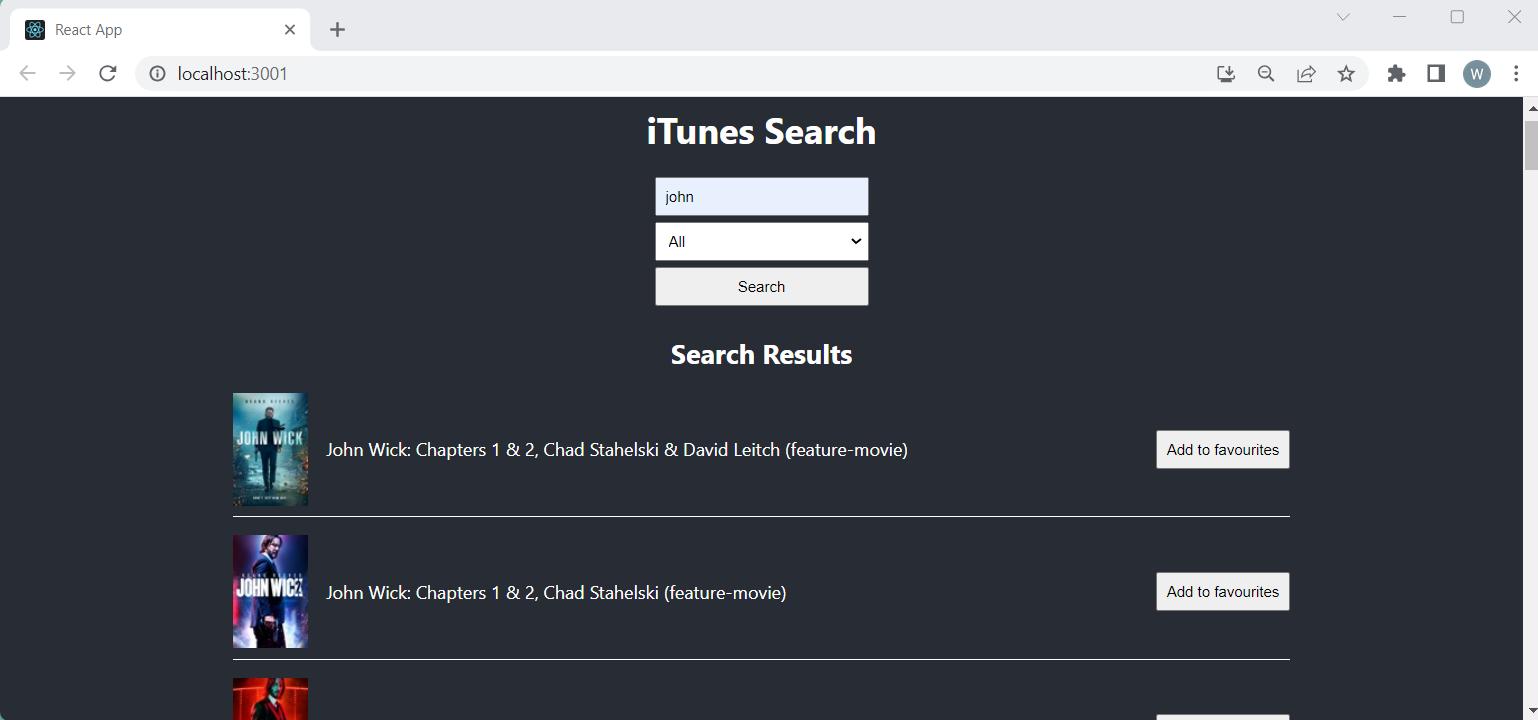 React App
localhost:3001
W
iTunes Search
john
All
Search
Search Results
KEANU REEVES
JOHN WICK
John Wick: Chapters 1 & 2, Chad Stahelski & David Leitch (feature-movie)
Add to favourites
JOHN WICK
John Wick: Chapters 1 & 2, Chad Stahelski (feature-movie)
Add to favourites